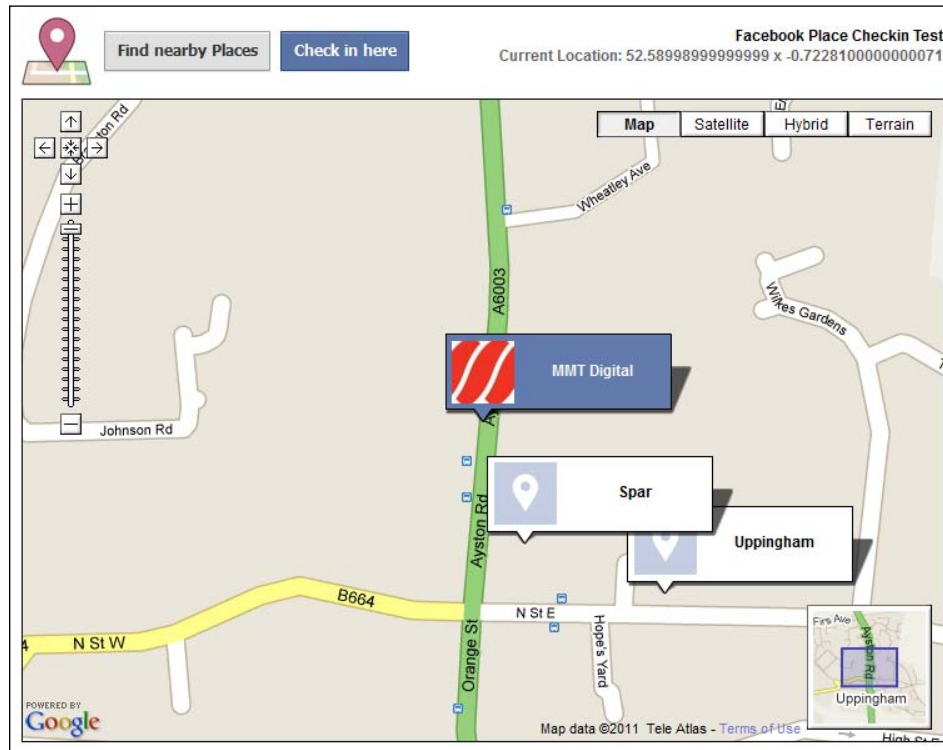 Find nearby Places
Check in here
Facebook Place Checkin Test
Current Location: 52.58998999999999 x -0.7228100000000071
Map
Satellite
Hybrid
Terrain
Wheatley Ave
A6003
Wilkes Gardens
MMT Digital
Johnson Rd
Spar
Ayston Rd
Uppingham
B664
N St E
N St W
Hope's Yard
Orange St
Firs Ave
Ayston Rd
Uppingham
POWERED BY
Google
Map data ©2011 Tele Atlas - Terms of Use
High St E